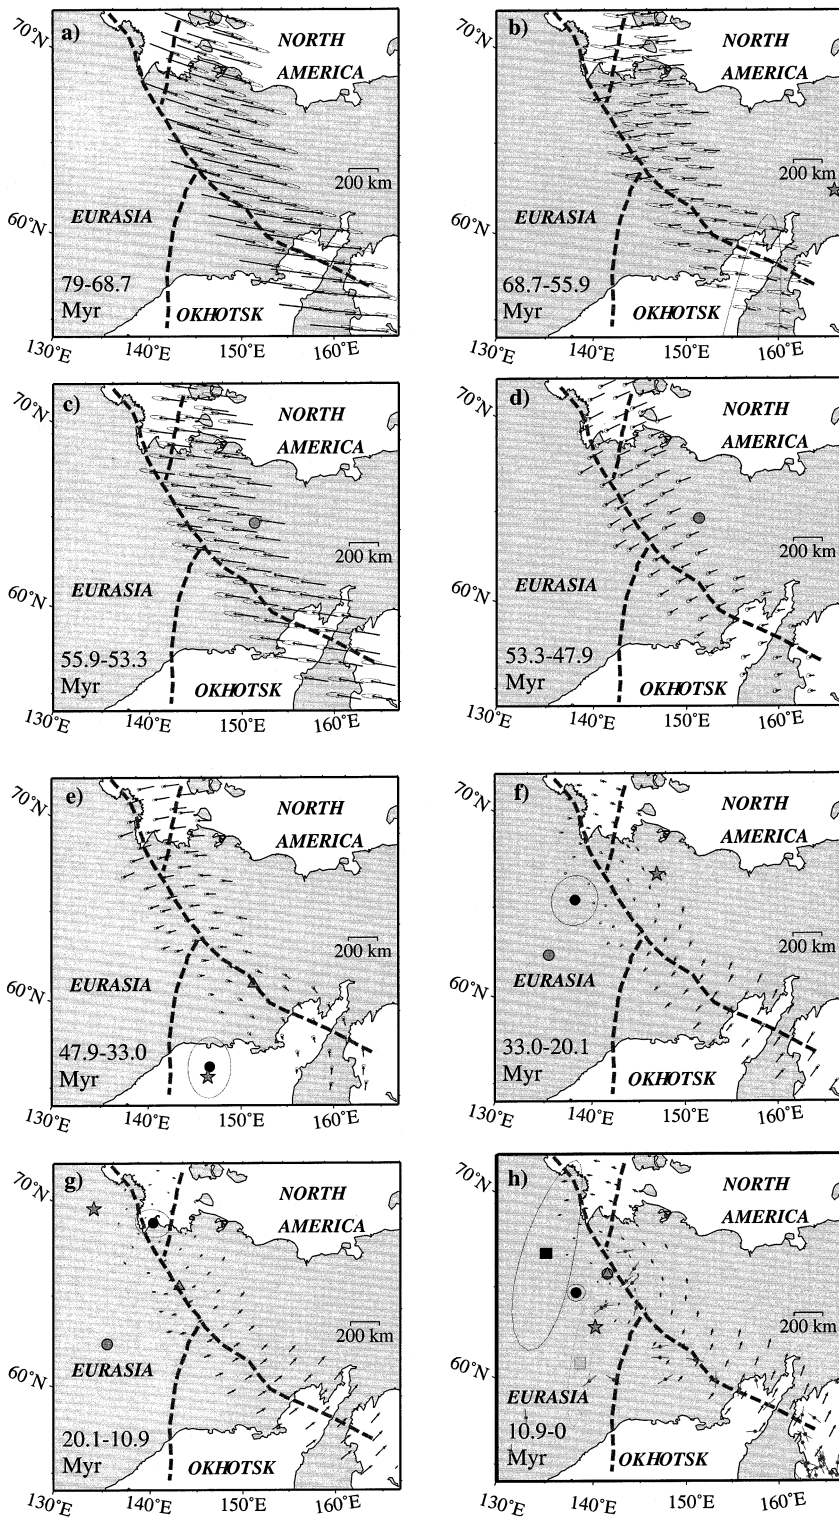 a)
70°N
NORTH
AMERICA
200 km
EURASIA
60°N
79-68.7
Myr
OKHOTSK
130°E
140°E
150°E
160°E
b)
70°N
NORTH
AMERICA
200 km
EURASIA
60°N
68.7-55.9
Myr
OKHOTSK
130°E
140°E
150°E
160°E
c)
70°N
NORTH
AMERICA
200 km
EURASIA
60°N
55.9-53.3
Myr
OKHOTSK
130°E
140°E
150°E
160°E
d)
70°N
NORTH
AMERICA
200 km
EURASIA
60°N
53.3-47.9
Myr
OKHOTSK
130°E
140°E
150°E
160°E
e)
70°N
NORTH
AMERICA
200 km
EURASIA
60°N
47.9-33.0
Myr
130°E
140°E
150°E
160°E
f)
70°N
NORTH
AMERICA
200 km
EURASIA
60°N
33.0-20.1
Myr
OKHOTSK
130°E
140°E
150°E
160°E
g)
70°N
NORTH
AMERICA
200 km
EURASIA
60°N
20.1-10.9
Myr
OKHOTSK
130°E
140°E
150°E
160°E
h)
70°N
NORTH
AMERICA
200 km
60°N
EURASIA
10.9-0
Myr
OKHOTSK
130°E
140°E
150°E
160°E